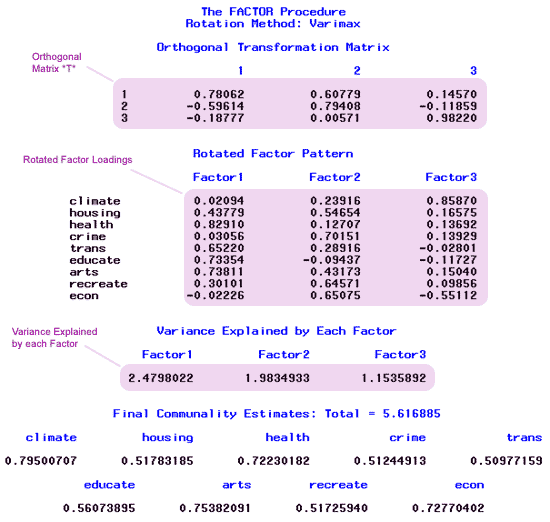 The FACTOR Procedure
Rotation Method: Varimax
Orthogonal Transformation Matrix
Orthogonal
Matrix "T"
1 2 3
1 0.78062 0.60779 0.14570
2 -0.59614 0.79408 -0.11859
3 -0.18777 0.00571 0.98220
Rotated Factor Loadings
Rotated Factor Pattern
Factor1 Factor2 Factor3
climate 0.02094 0.23916 0.85870
housing 0.43779 0.54654 0.16575
health 0.82910 0.12707 0.13692
crime 0.03056 0.70151 0.13929
trans 0.65220 0.28916 -0.02801
educate 0.73354 -0.09437 -0.11727
arts 0.73811 0.43173 0.15040
recreate 0.30101 0.64571 0.09856
econ -0.02226 0.65075 -0.55112
Variance Explained
by each Factor
Variance Explained by Each Factor
Factor1 Factor2 Factor3
2.4798022 1.9834933 1.1535892
Final Communality Estimates: Total = 5.616885
climate housing health crime trans
0.79500707 0.51783185 0.72230182 0.51244913 0.50977159
educate arts recreate econ
0.56073895 0.75382091 0.51725940 0.72770402